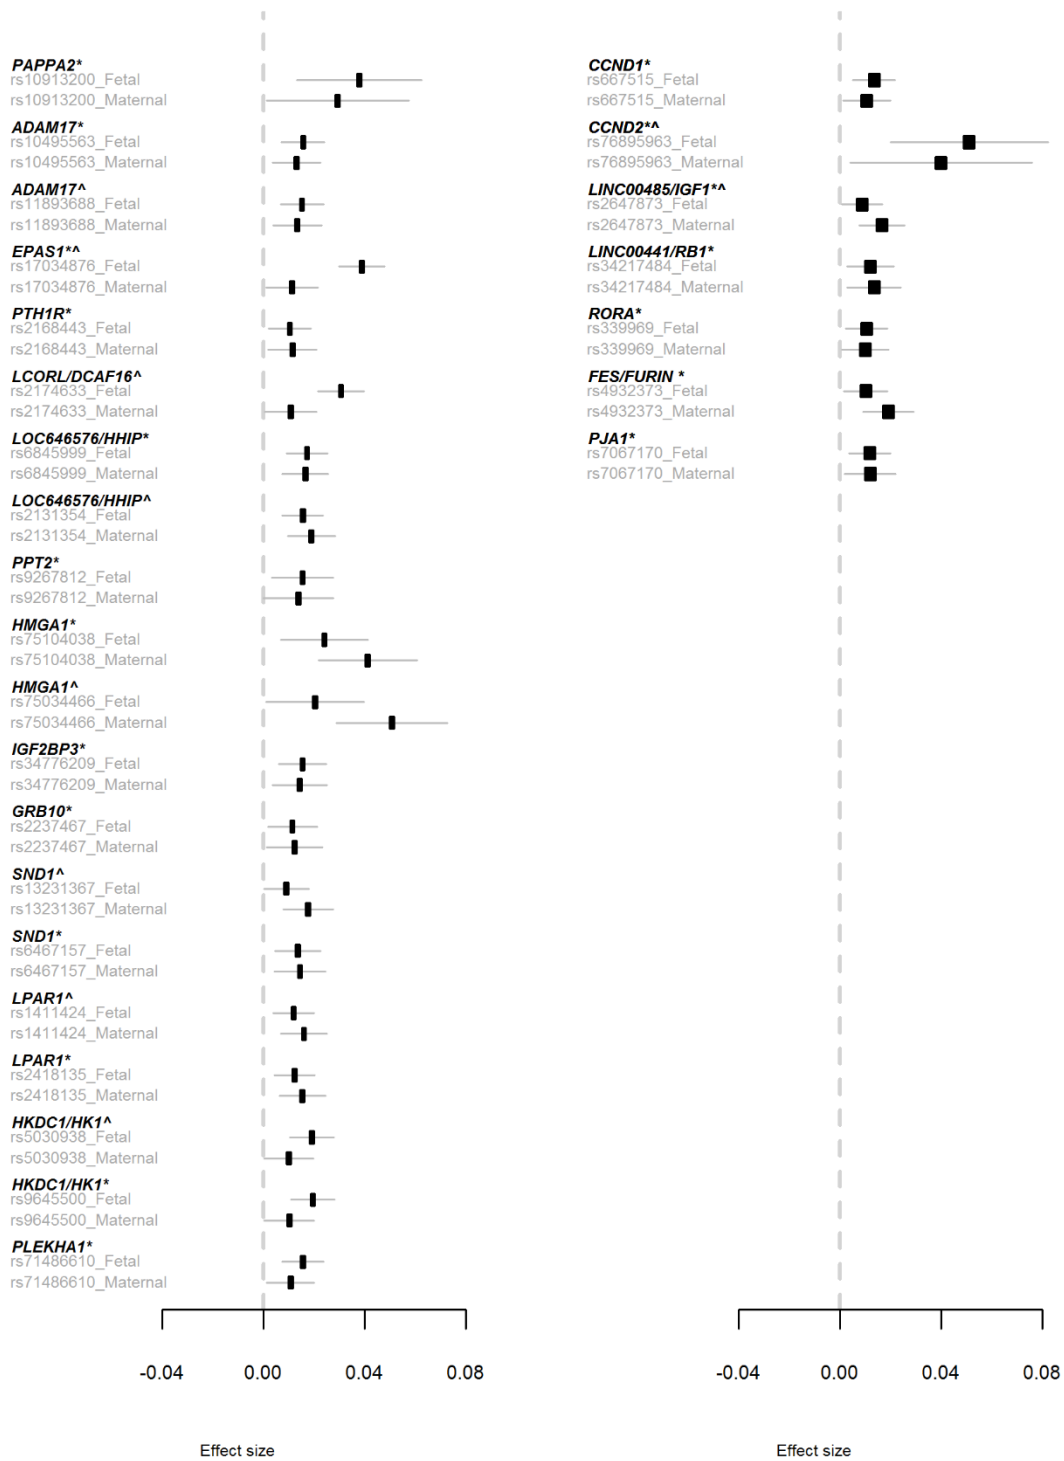 PAPPA2*
rs10913200_Fetal
rs10913200_Maternal
ADAM17*
rs10495563_Fetal
rs10495563_Maternal
ADAM17^
rs11893688_Fetal
rs11893688_Maternal
EPAS1*^
rs17034876_Fetal
rs17034876_Maternal
PTH1R*
rs2168443_Fetal
rs2168443_Maternal
LCORL/DCAF16^
rs2174633_Fetal
rs2174633_Maternal
LOC646576/HHIP*
rs6845999_Fetal
rs6845999_Maternal
LOC646576/HHIP^
rs2131354_Fetal
rs2131354_Maternal
PPT2*
rs9267812_Fetal
rs9267812_Maternal
HMGA1*
rs75104038_Fetal
rs75104038_Maternal
HMGA1^
rs75034466_Fetal
rs75034466_Maternal
IGF2BP3*
rs34776209_Fetal
rs34776209_Maternal
GRB10*
rs2237467_Fetal
rs2237467_Maternal
SND1^
rs13231367_Fetal
rs13231367_Maternal
SND1*
rs6467157_Fetal
rs6467157_Maternal
LPAR1^
rs1411424_Fetal
rs1411424_Maternal
LPAR1*
rs2418135_Fetal
rs2418135_Maternal
HKDC1/HK1^
rs5030938_Fetal
rs5030938_Maternal
HKDC1/HK1*
rs9645500_Fetal
rs9645500_Maternal
PLEKHA1*
rs71486610_Fetal
rs71486610_Maternal
-0.04 0.00 0.04 0.08
Effect size
CCND1*
rs667515_Fetal
rs667515_Maternal
CCND2*^
rs76895963_Fetal
rs76895963_Maternal
LINC00485/IGF1*^
rs2647873_Fetal
rs2647873_Maternal
LINC00441/RB1*
rs34217484_Fetal
rs34217484_Maternal
RORA*
rs339969_Fetal
rs339969_Maternal
FES/FURIN *
rs4932373_Fetal
rs4932373_Maternal
PJA1*
rs7067170_Fetal
rs7067170_Maternal
-0.04 0.00 0.04 0.08
Effect size